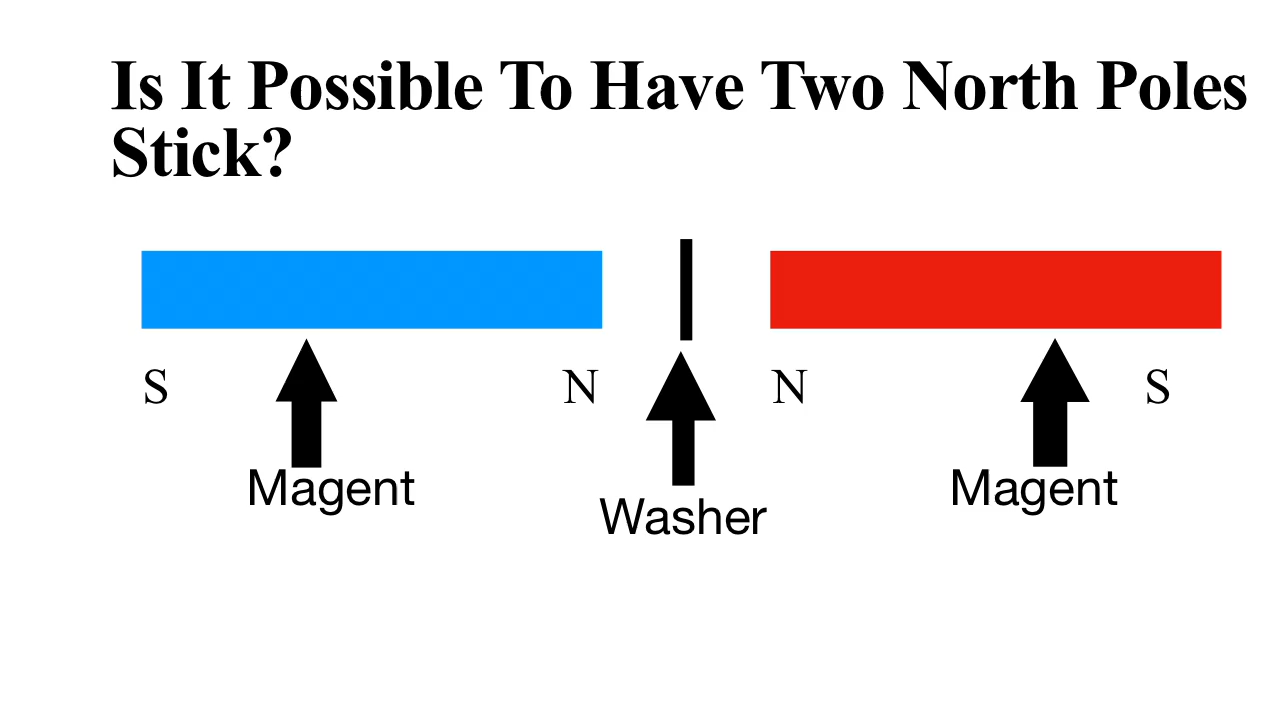 Is It Possible To Have Two North Poles
Stick?
S N N S
Magent Magent
Washer